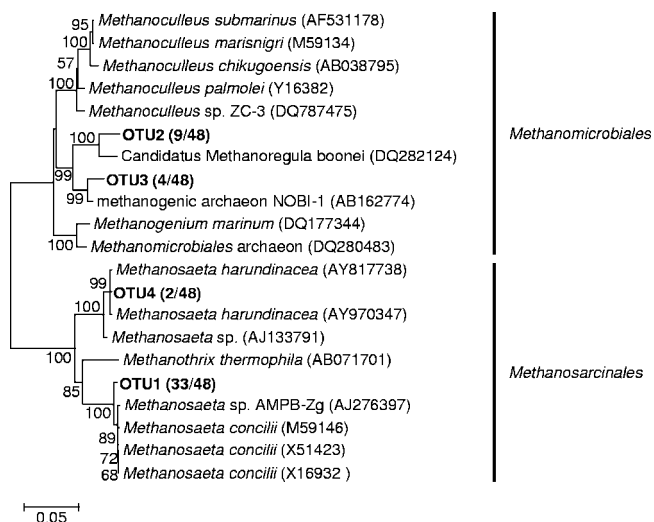 95 Methanoculleus submarinus (AF531178)
100 Methanoculleus marisnigri (M59134)
57 Methanoculleus chikugoensis (AB038795)
100 Methanoculleus palmolei (Y16382)
Methanoculleus sp. ZC-3 (DQ787475)
100 OTU2 (9/48)
Methanomicrobiales
Candidatus Methanoregula boonei (DQ282124)
99 OTU3 (4/48)
99 methanogenic archaeon NOBI-1 (AB162774)
Methanogenium marinum (DQ177344)
100 Methanomicrobiales archaeon (DQ280483)
Methanosaeta harundinacea (AY817738)
99 OTU4 (2/48)
100 Methanosaeta harundinacea (AY970347)
Methanosaeta sp. (AJ133791)
100 Methanothrix thermophila (AB071701)
Methanosarcinales
85 OTU1 (33/48)
100 Methanosaeta sp. AMPB-Zg (AJ276397)
Methanosaeta concilii (M59146)
89 Methanosaeta concilii (X51423)
72
68 Methanosaeta concilii (X16932 )
0.05